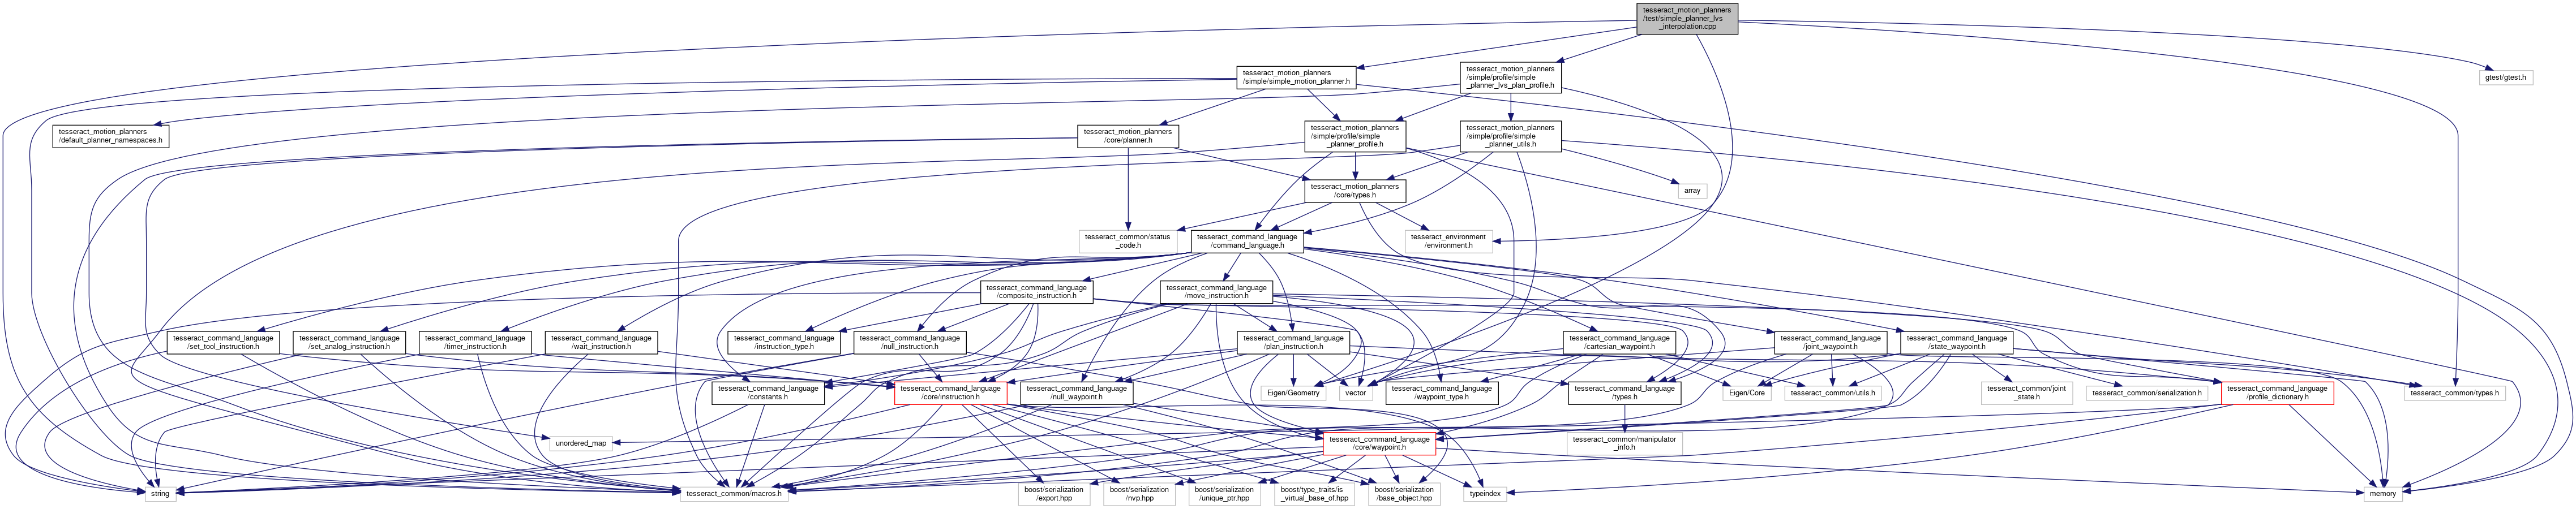 tesseract_motion_planners
/test/simple_planner_lvs
_interpolation.cpp
tesseract_motion_planners
/simple/simple_motion_planner.h
tesseract_motion_planners
/simple/profile/simple
_planner_lvs_plan_profile.h
gtest/gtest.h
tesseract_motion_planners
/default_planner_namespaces.h
tesseract_motion_planners
/core/planner.h
tesseract_motion_planners
/simple/profile/simple
_planner_profile.h
tesseract_motion_planners
/simple/profile/simple
_planner_utils.h
tesseract_motion_planners
/core/types.h
array
tesseract_common/status
_code.h
tesseract_command_language
/command_language.h
tesseract_environment
/environment.h
tesseract_command_language
/composite_instruction.h
tesseract_command_language
/move_instruction.h
tesseract_command_language
/set_tool_instruction.h
tesseract_command_language
/set_analog_instruction.h
tesseract_command_language
/timer_instruction.h
tesseract_command_language
/wait_instruction.h
tesseract_command_language
/instruction_type.h
tesseract_command_language
/null_instruction.h
tesseract_command_language
/plan_instruction.h
tesseract_command_language
/cartesian_waypoint.h
tesseract_command_language
/joint_waypoint.h
tesseract_command_language
/state_waypoint.h
tesseract_command_language
/constants.h
tesseract_command_language
/core/instruction.h
tesseract_command_language
/null_waypoint.h
Eigen/Geometry
vector
tesseract_command_language
/waypoint_type.h
tesseract_command_language
/types.h
Eigen/Core
tesseract_common/utils.h
tesseract_common/joint
_state.h
tesseract_common/serialization.h
tesseract_command_language
/profile_dictionary.h
tesseract_common/types.h
unordered_map
tesseract_command_language
/core/waypoint.h
tesseract_common/manipulator
_info.h
string
tesseract_common/macros.h
boost/serialization
/export.hpp
boost/serialization
/nvp.hpp
boost/serialization
/unique_ptr.hpp
boost/type_traits/is
_virtual_base_of.hpp
boost/serialization
/base_object.hpp
typeindex
memory